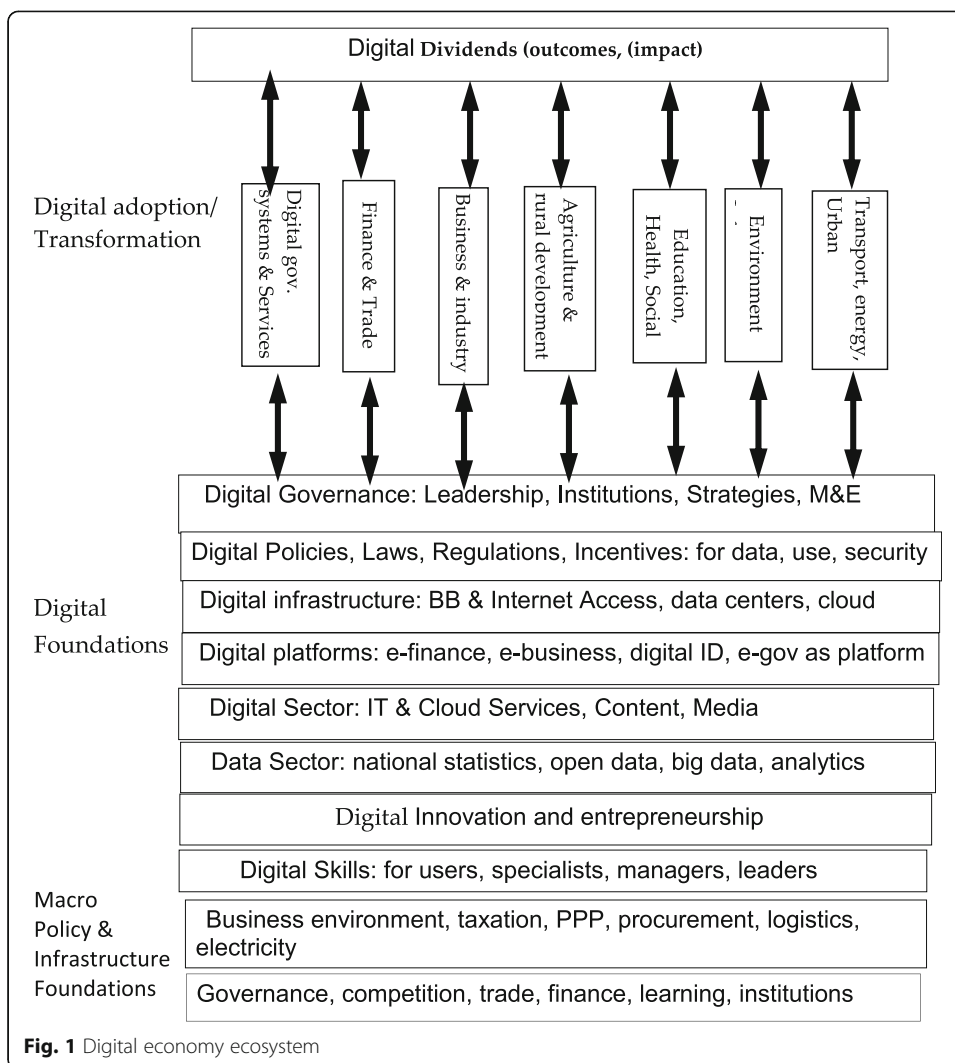 Digital Dividends (outcomes, (impact)
Digital adoption/
Transformation
Digital gov.
systems & Services
Finance & Trade
Business & industry
Agriculture &
rural development
Education,
Health, Social
Environment
Transport, energy,
Urban
Digital Governance: Leadership, Institutions, Strategies, M&E
Digital Policies, Laws, Regulations, Incentives: for data, use, security
Digital
Foundations
Digital infrastructure: BB & Internet Access, data centers, cloud
Digital platforms: e-finance, e-business, digital ID, e-gov as platform
Digital Sector: IT & Cloud Services, Content, Media
Data Sector: national statistics, open data, big data, analytics
Digital Innovation and entrepreneurship
Digital Skills: for users, specialists, managers, leaders
Macro
Policy &
Infrastructure
Foundations
Business environment, taxation, PPP, procurement, logistics,
electricity
Governance, competition, trade, finance, learning, institutions
Fig. 1 Digital economy ecosystem